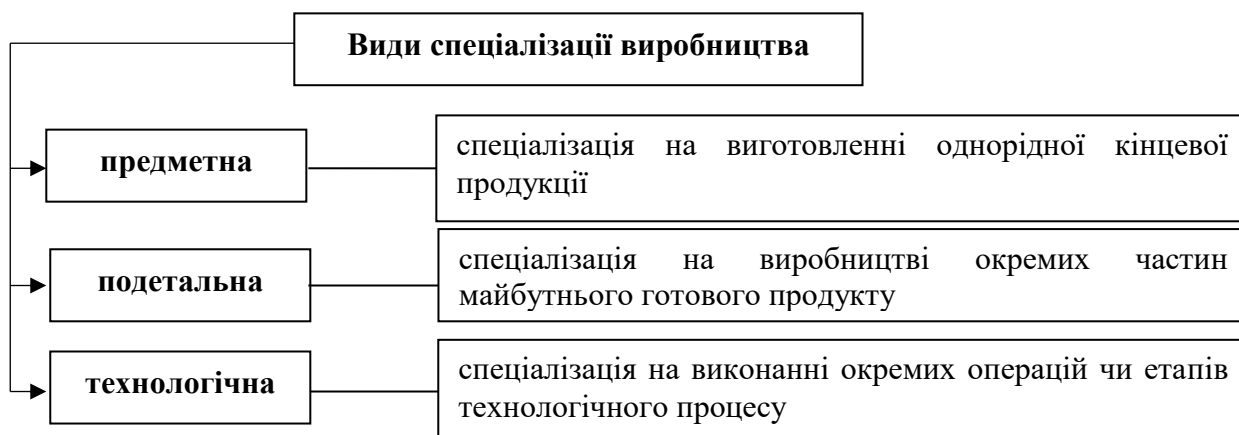 Види спеціалізації виробництва
предметна
спеціалізація на виготовленні однорідної кінцевої
продукції
подетальна
спеціалізація на виробництві окремих частин
майбутнього готового продукту
технологічна
спеціалізація на виконанні окремих операцій чи етапів
технологічного процесу